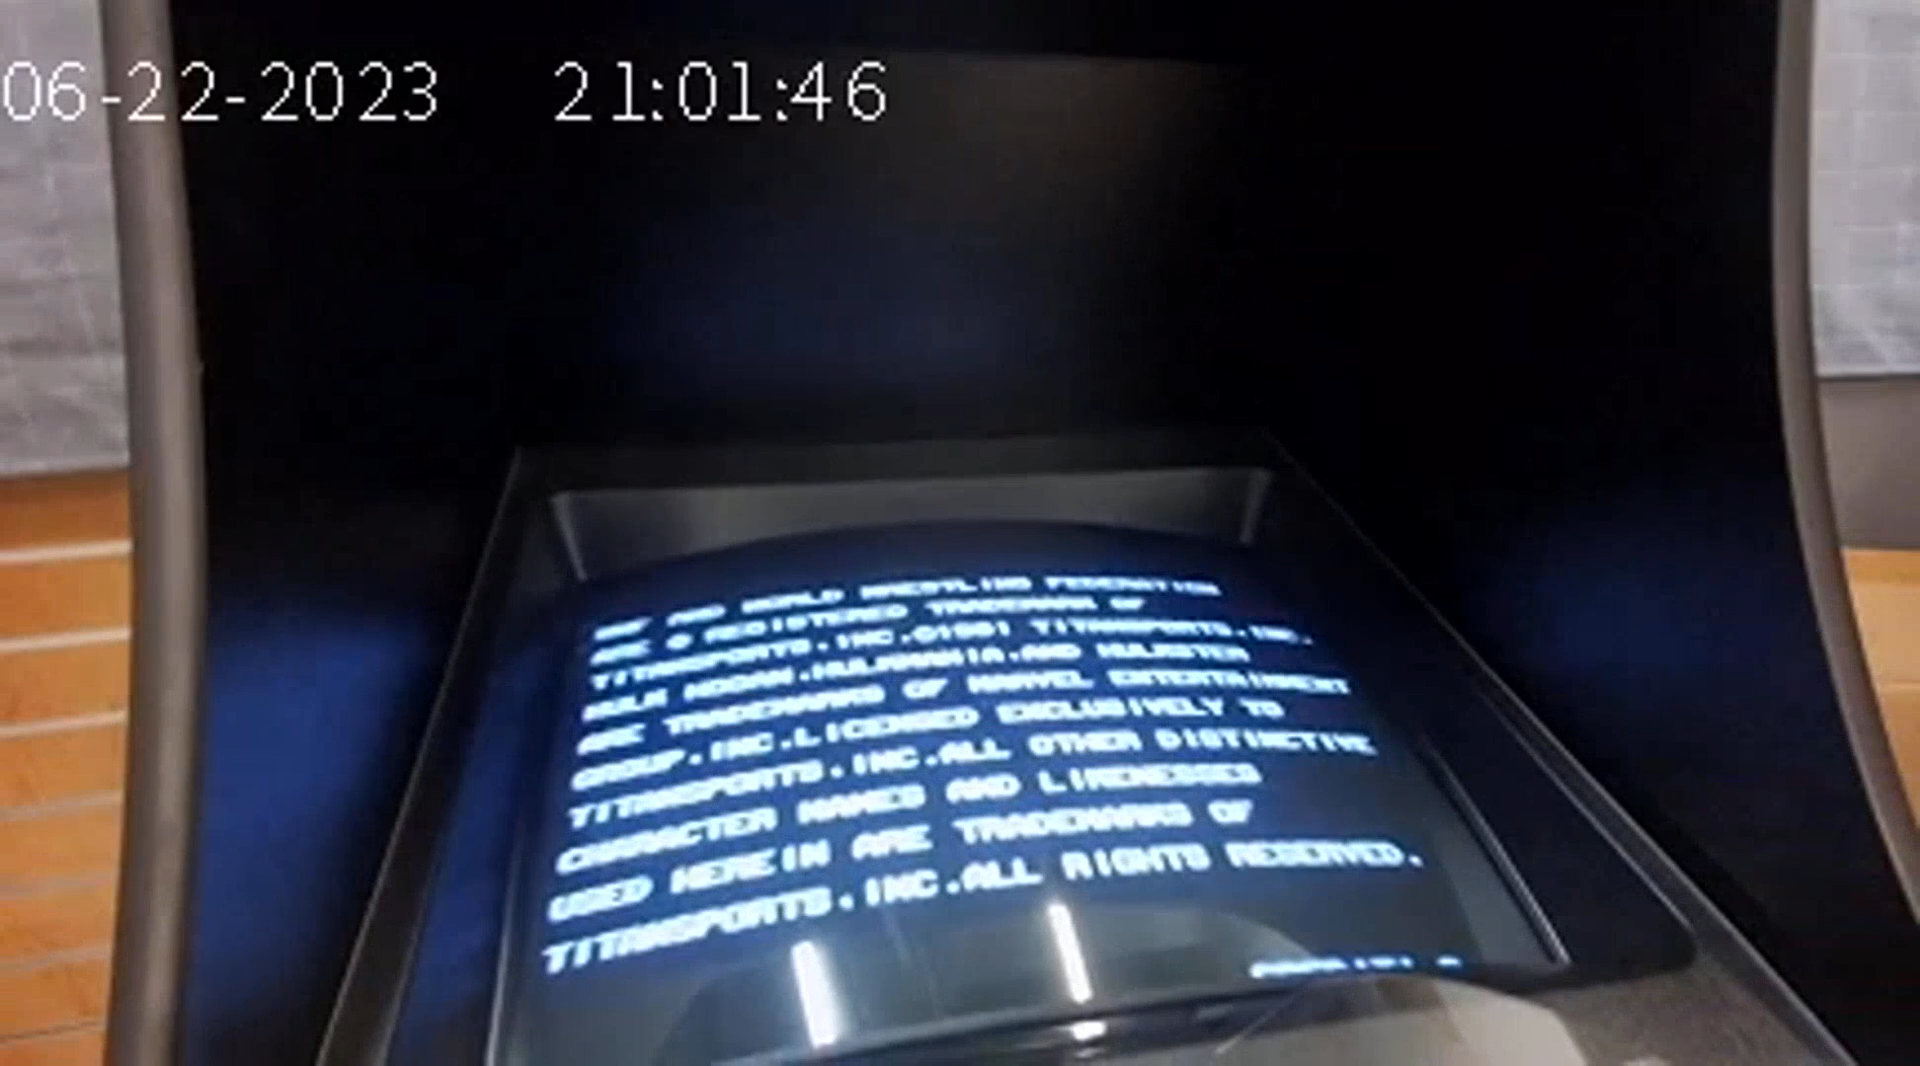 06-22-2023 21:01:46
WWF AND WORLD WRESTLING FEDERATION
ARE ® REGISTERED TRADEMARK OF
TITANSPORTS,INC.©1991 TITANSPORTS,INC.
HULK HOGAN,HULKAMANIA,AND HULKSTER
ARE TRADEMARKS OF MARVEL ENTERTAINMENT
GROUP,INC.LICENSED EXCLUSIVELY TO
TITANSPORTS,INC.ALL OTHER DISTINCTIVE
CHARACTER NAMES AND LIKENESSES
USED HEREIN ARE TRADEMARKS OF
TITANSPORTS,INC.ALL RIGHTS RESERVED.